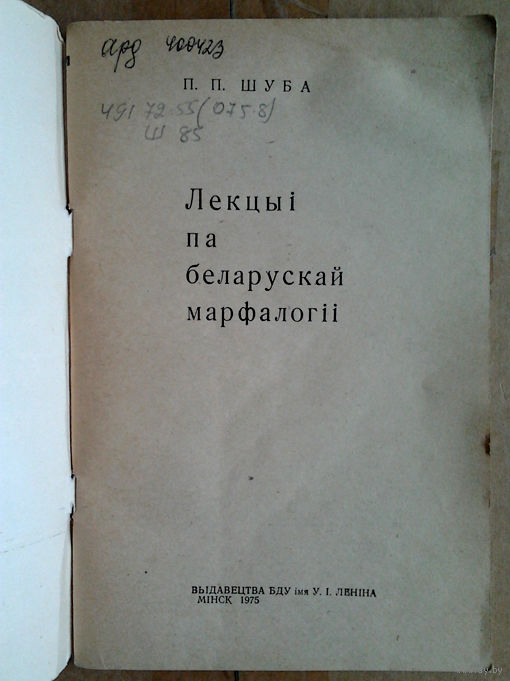 ард 400423
П. П. ШУБА
491 72-55(075.8)
Ш 85
Лекцыі
па
беларускай
марфалогіі
ВЫДАВЕЦТВА БДУ імя У. І. ЛЕНІНА
МІНСК 1975